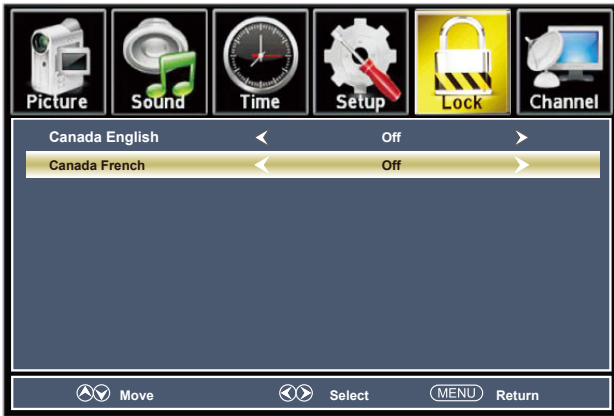 Picture Sound Time Setup Lock Channel
Canada English Off
Canada French Off
Move Select MENU Return